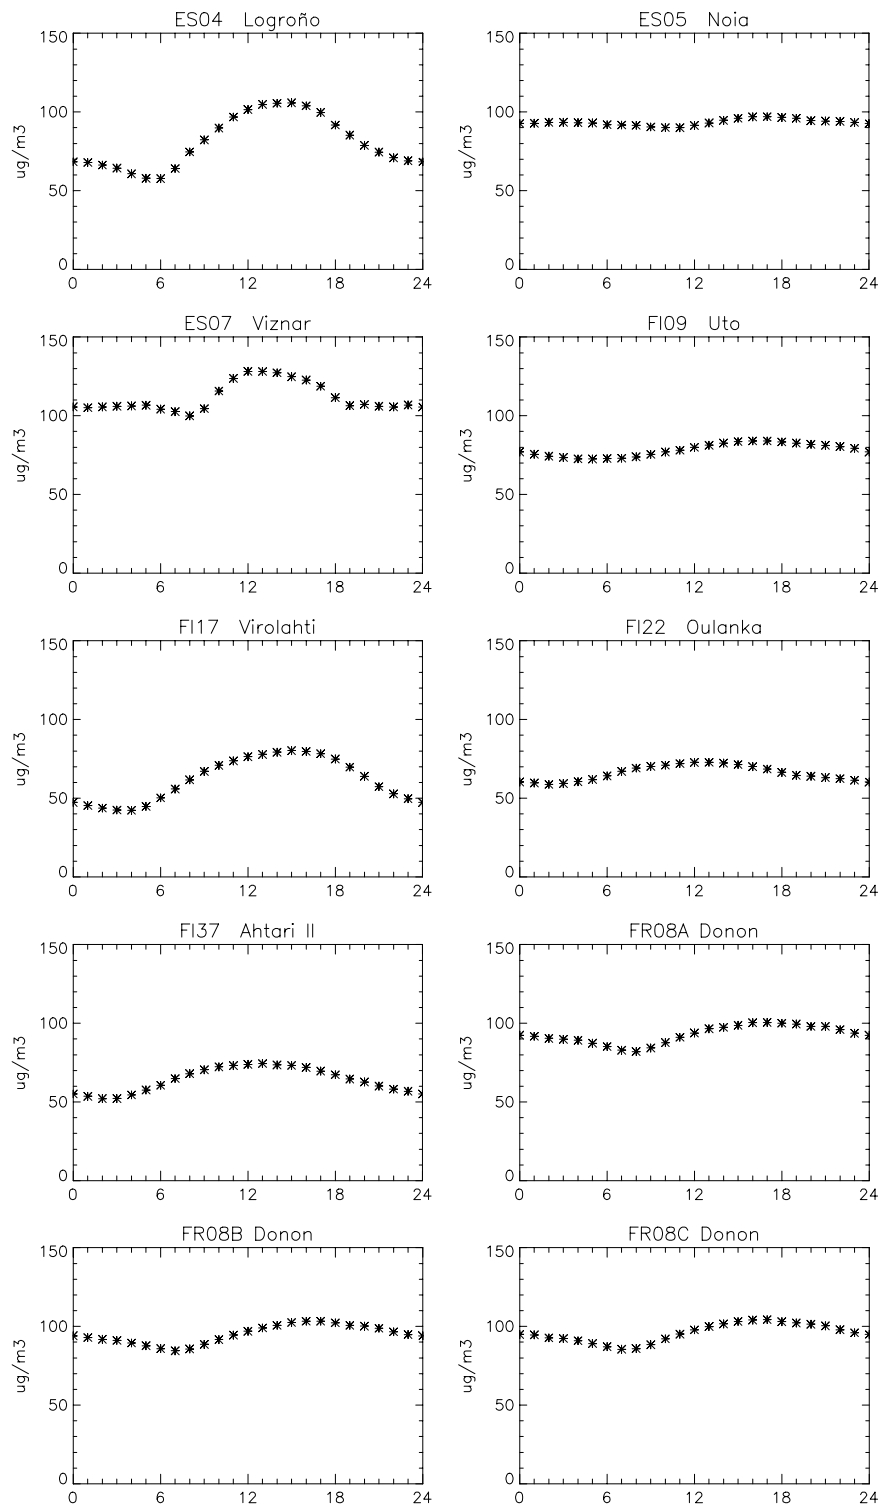 ES04 Logroño
150
100
50
0
ug/m3
0 6 12 18 24
ES05 Noia
150
100
50
0
ug/m3
0 6 12 18 24
ES07 Viznar
150
100
50
0
ug/m3
0 6 12 18 24
FI09 Uto
150
100
50
0
ug/m3
0 6 12 18 24
FI17 Virolahti
150
100
50
0
ug/m3
0 6 12 18 24
FI22 Oulanka
150
100
50
0
ug/m3
0 6 12 18 24
FI37 Ahtari II
150
100
50
0
ug/m3
0 6 12 18 24
FR08A Donon
150
100
50
0
ug/m3
0 6 12 18 24
FR08B Donon
150
100
50
0
ug/m3
0 6 12 18 24
FR08C Donon
150
100
50
0
ug/m3
0 6 12 18 24